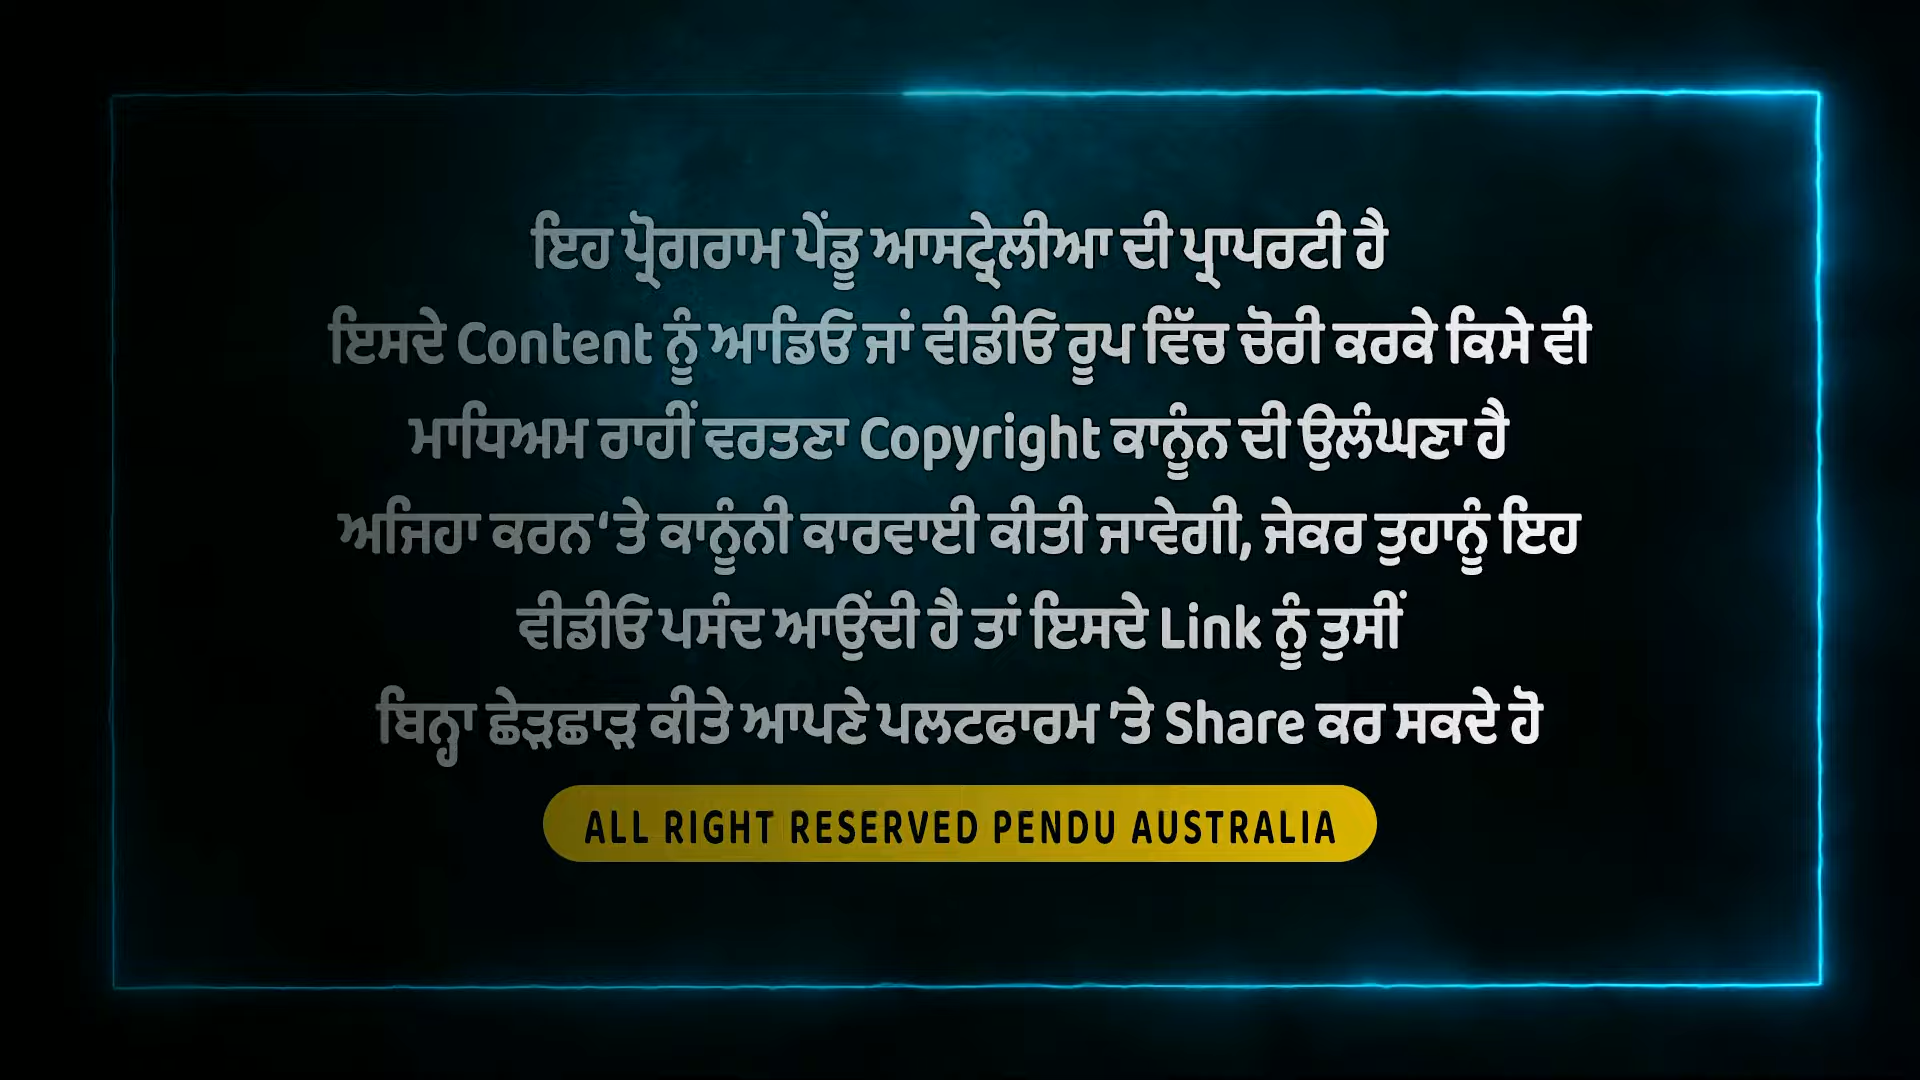 ਇਹ ਪ੍ਰੋਗਰਾਮ ਪੇਂਡੂ ਆਸਟ੍ਰੇਲੀਆ ਦੀ ਪ੍ਰਾਪਰਟੀ ਹੈ
ਇਸਦੇ Content ਨੂੰ ਆਡਿਓ ਜਾਂ ਵੀਡੀਓ ਰੂਪ ਵਿੱਚ ਚੋਰੀ ਕਰਕੇ ਕਿਸੇ ਵੀ
ਮਾਧਿਅਮ ਰਾਹੀਂ ਵਰਤਣਾ Copyright ਕਾਨੂੰਨ ਦੀ ਉਲੰਘਣਾ ਹੈ
ਅਜਿਹਾ ਕਰਨ ‘ਤੇ ਕਾਨੂੰਨੀ ਕਾਰਵਾਈ ਕੀਤੀ ਜਾਵੇਗੀ, ਜੇਕਰ ਤੁਹਾਨੂੰ ਇਹ
ਵੀਡੀਓ ਪਸੰਦ ਆਉਂਦੀ ਹੈ ਤਾਂ ਇਸਦੇ Link ਨੂੰ ਤੁਸੀਂ
ਬਿਨ੍ਹਾ ਛੇੜਛਾੜ ਕੀਤੇ ਆਪਣੇ ਪਲਟਫਾਰਮ ’ਤੇ Share ਕਰ ਸਕਦੇ ਹੋ
ALL RIGHT RESERVED PENDU AUSTRALIA